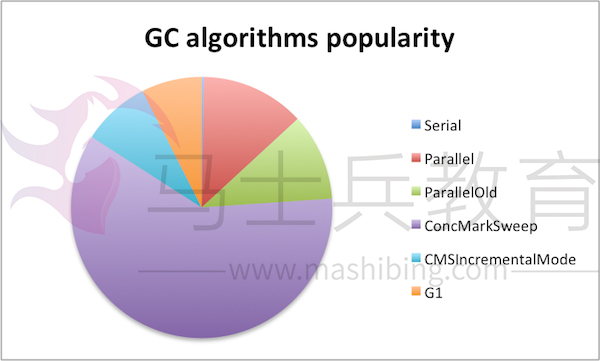 GC algorithms popularity
Serial
Parallel
ParallelOld
ConcMarkSweep
CMSIncrementalMode
G1
马士兵教育
www.mashibing.com